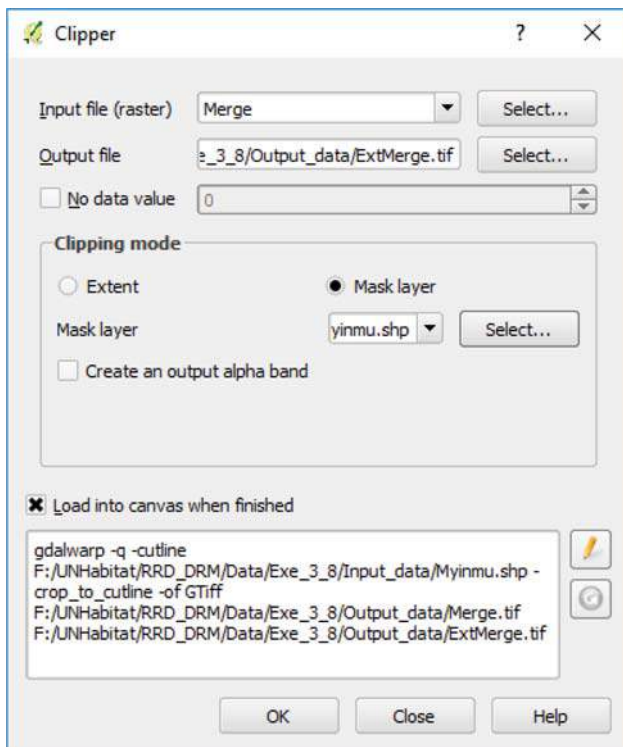 Clipper ?
Input file (raster) Merge Select...
Output file e_3_8/Output_data/ExtMerge.tif Select...
No data value 0
Clipping mode
Extent Mask layer
Mask layer yinmu.shp Select...
Create an output alpha band
Load into canvas when finished
gdalwarp -q -cutline
F:/UNHabitat/RRD_DRM/Data/Exe_3_8/Input_data/Myinmu.shp -
crop_to_cutline -of GTiff
F:/UNHabitat/RRD_DRM/Data/Exe_3_8/Output_data/Merge.tif
F:/UNHabitat/RRD_DRM/Data/Exe_3_8/Output_data/ExtMerge.tif
OK Close Help